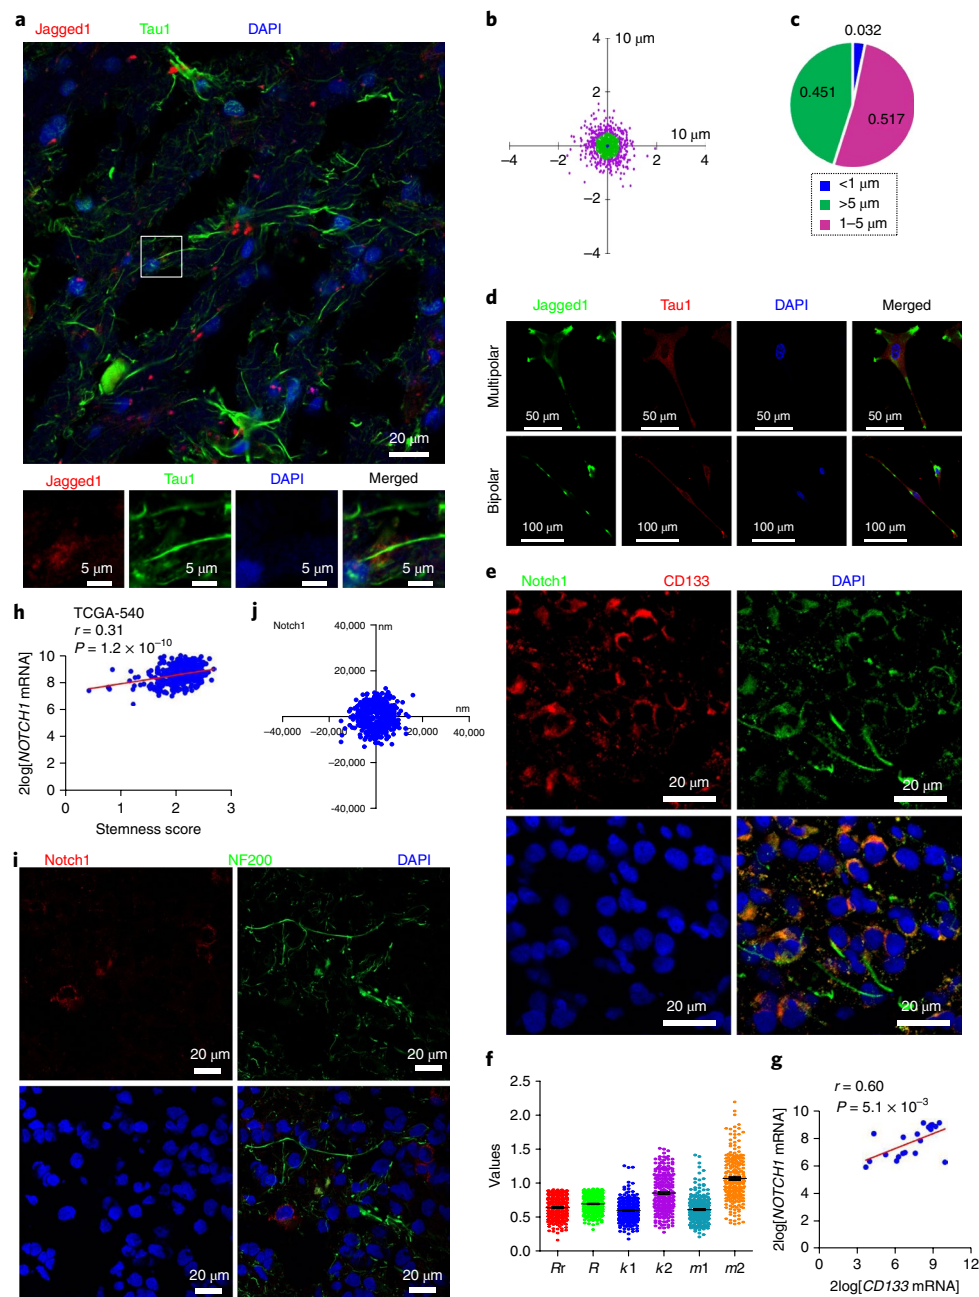 a
Jagged1 Tau1 DAPI
20 μm
Jagged1 Tau1 DAPI Merged
5 μm 5 μm 5 μm 5 μm
b
4 10 μm
2
10 μm
−4 −2 2 4
−2
−4
c
0.032
0.451
0.517
<1 μm
>5 μm
1–5 μm
d
Jagged1 Tau1 DAPI Merged
Multipolar
50 μm 50 μm 50 μm 50 μm
Bipolar
100 μm 100 μm 100 μm 100 μm
e
Notch1 CD133 DAPI
20 μm 20 μm
20 μm 20 μm
h
TCGA-540
r = 0.31
P = 1.2 × 10−10
2log[NOTCH1 mRNA]
10
8
6
4
2
0
0 1 2 3
Stemness score
j
Notch1
40,000 nm
20,000
nm
−40,000 −20,000 20,000 40,000
−20,000
−40,000
i
Notch1 NF200 DAPI
20 μm 20 μm
20 μm 20 μm
f
Values
2.5
2.0
1.5
1.0
0.5
0.0
Rr R k1 k2 m1 m2
g
r = 0.60
P = 5.1 × 10−3
2log[NOTCH1 mRNA]
10
8
6
4
2
0
0 3 6 9 12
2log[CD133 mRNA]